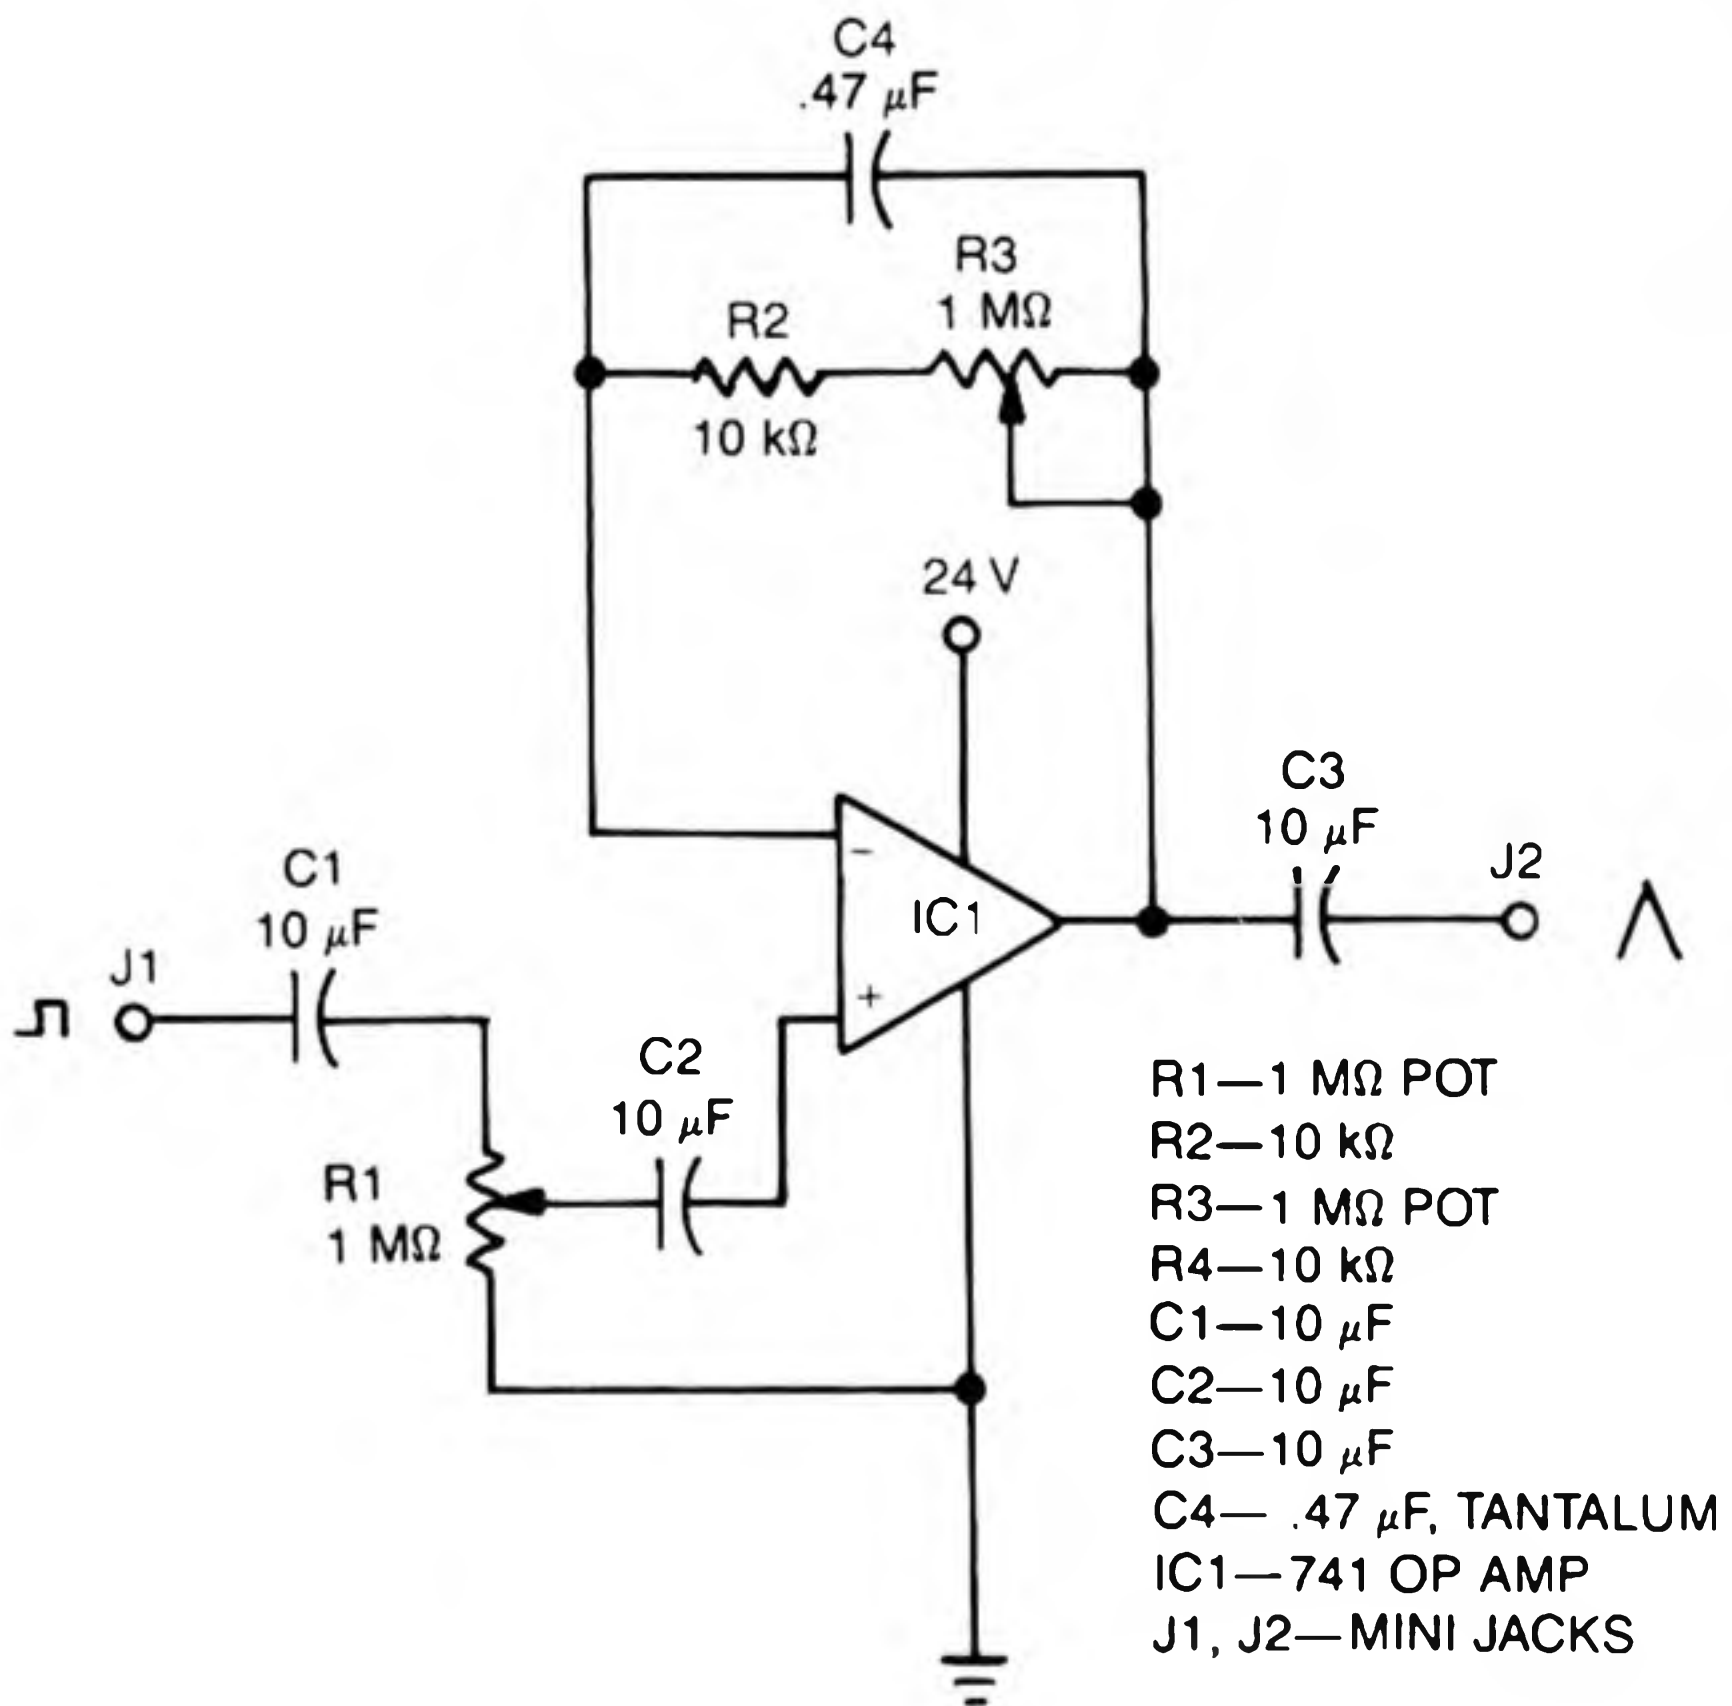 C4
.47 μF
R3
1 MΩ
R2
10 kΩ
24 V
C3
10 μF
J2
C1
10 μF
J1
−
IC1
+
C2
10 μF
R1
1 MΩ
R1—1 MΩ POT
R2—10 kΩ
R3—1 MΩ POT
R4—10 kΩ
C1—10 μF
C2—10 μF
C3—10 μF
C4— .47 μF, TANTALUM
IC1—741 OP AMP
J1, J2—MINI JACKS